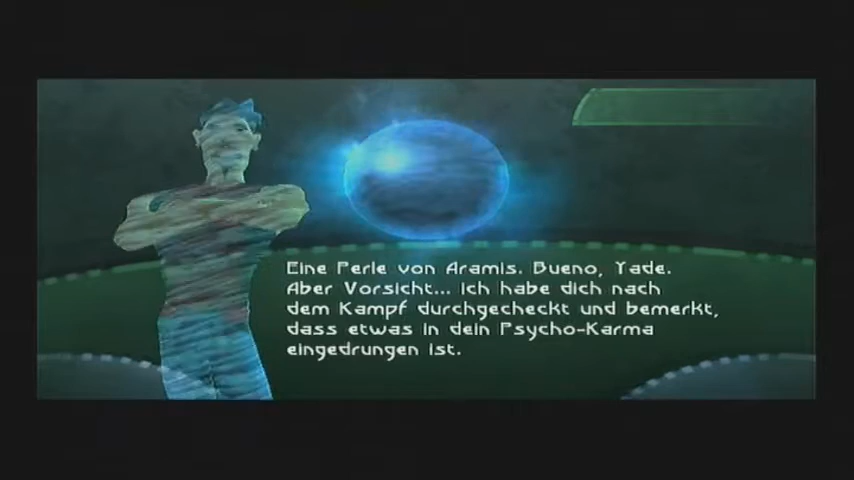 Eine Perle von Aramis. Bueno, Yade.
Aber Vorsicht... ich habe dich nach
dem Kampf durchgecheckt und bemerkt,
dass etwas in dein Psycho-Karma
eingedrungen ist.